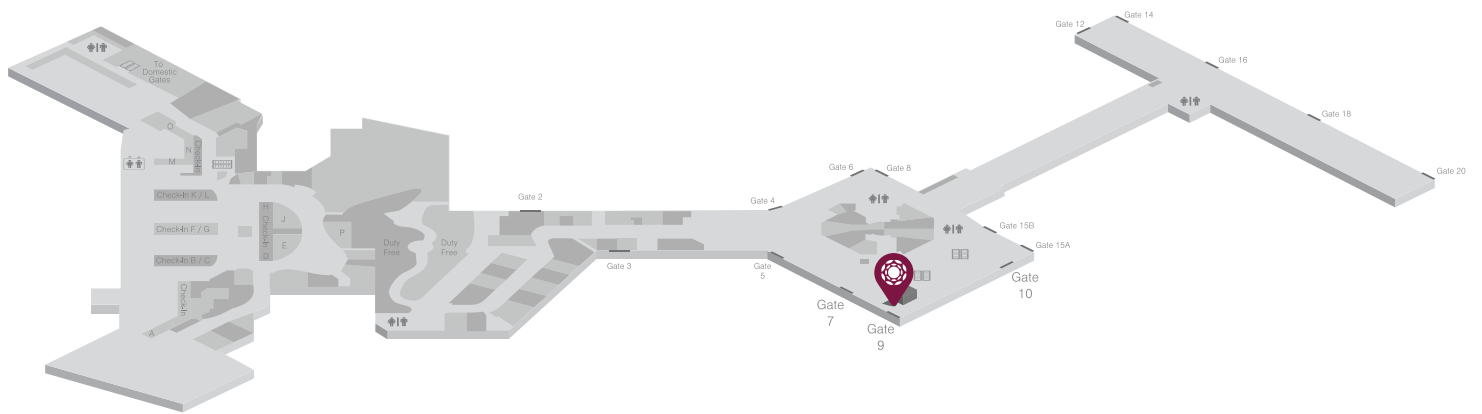 Gate 12
Gate 14
Gate 16
Gate 18
Gate 20
To
Domestic
Gates
O
N
M
Check-In
Check-In K / L
Check-In F / G
Check-In B / C
H
Check-In
D
J
E
P
Check-In
A
Duty
Free
Duty
Free
Gate 2
Gate 3
Gate 4
Gate
5
Gate 6
Gate 8
Gate 15B
Gate 15A
Gate
10
Gate
7
Gate
9